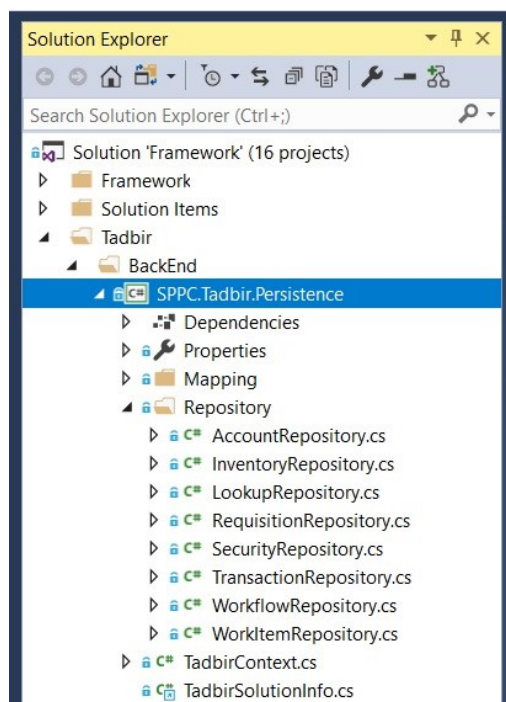 Solution Explorer
Search Solution Explorer (Ctrl+;)
Solution 'Framework' (16 projects)
Framework
Solution Items
Tadbir
BackEnd
C# SPPC.Tadbir.Persistence
Dependencies
Properties
Mapping
Repository
C# AccountRepository.cs
C# InventoryRepository.cs
C# LookupRepository.cs
C# RequisitionRepository.cs
C# SecurityRepository.cs
C# TransactionRepository.cs
C# WorkflowRepository.cs
C# WorkItemRepository.cs
C# TadbirContext.cs
C# TadbirSolutionInfo.cs